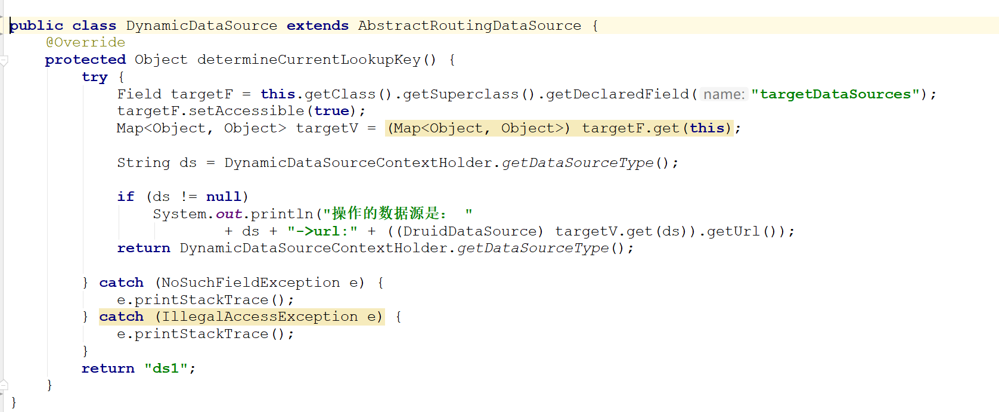 public class DynamicDataSource extends AbstractRoutingDataSource {
@Override
protected Object determineCurrentLookupKey() {
try {
Field targetF = this.getClass().getSuperclass().getDeclaredField( name: "targetDataSources");
targetF.setAccessible(true);
Map<Object, Object> targetV = (Map<Object, Object>) targetF.get(this);
String ds = DynamicDataSourceContextHolder.getDataSourceType();
if (ds != null)
System.out.println("操作的数据源是： "
+ ds + "->url:" + ((DruidDataSource) targetV.get(ds)).getUrl());
return DynamicDataSourceContextHolder.getDataSourceType();
} catch (NoSuchFieldException e) {
e.printStackTrace();
} catch (IllegalAccessException e) {
e.printStackTrace();
}
return "ds1";
}
}